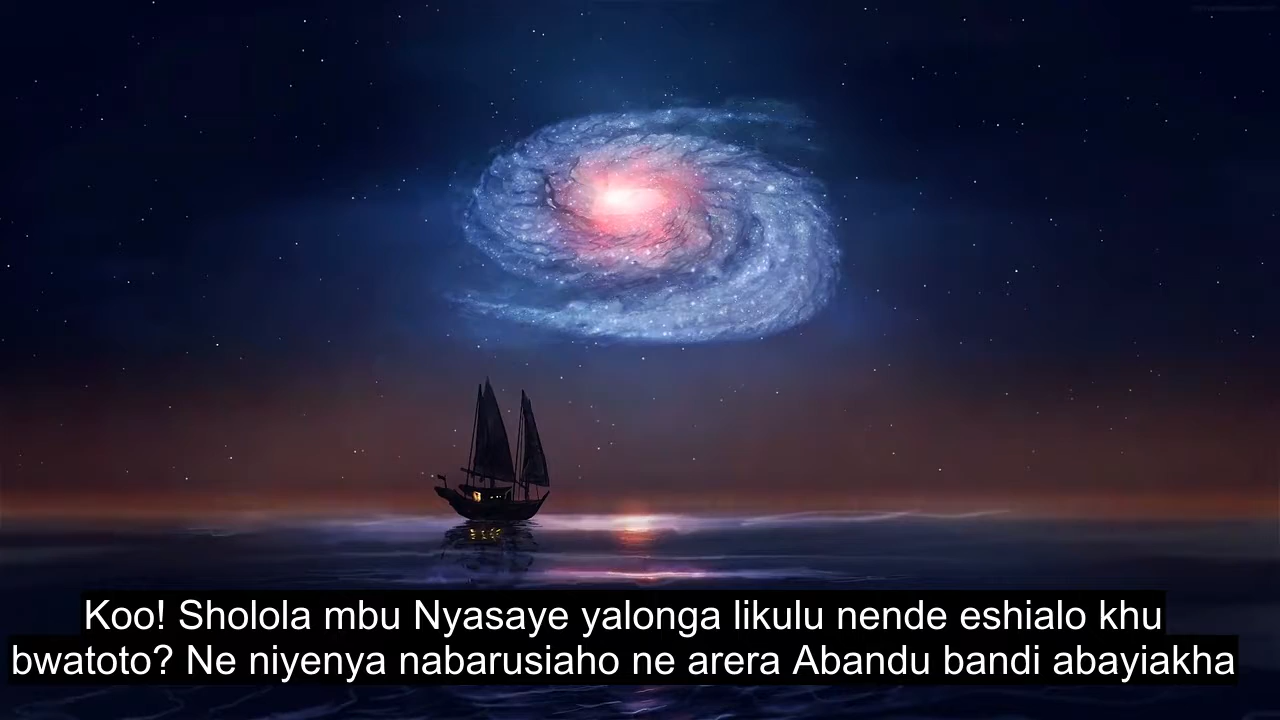 Koo! Sholola mbu Nyasaye yalonga likulu nende eshialo khu
bwatoto? Ne niyenya nabarusiaho ne arera Abandu bandi abayiakha